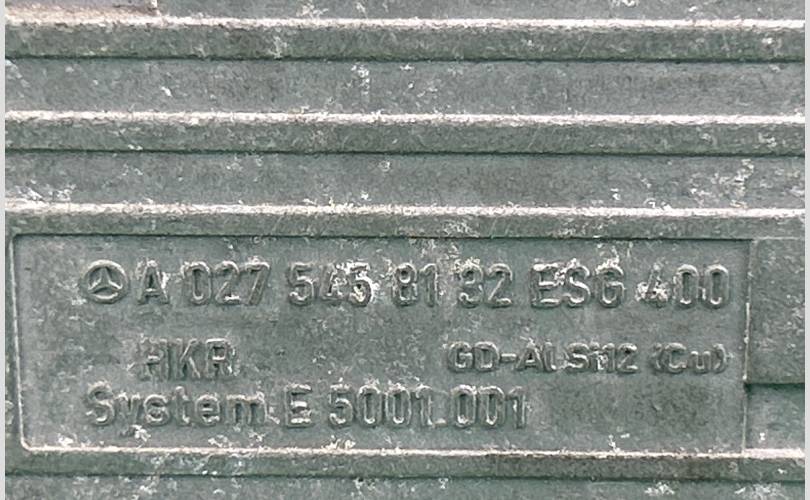 A 027 545 81 32 ESG 400
HKR GD-AlSi12 (Cu)
System E 5001.001